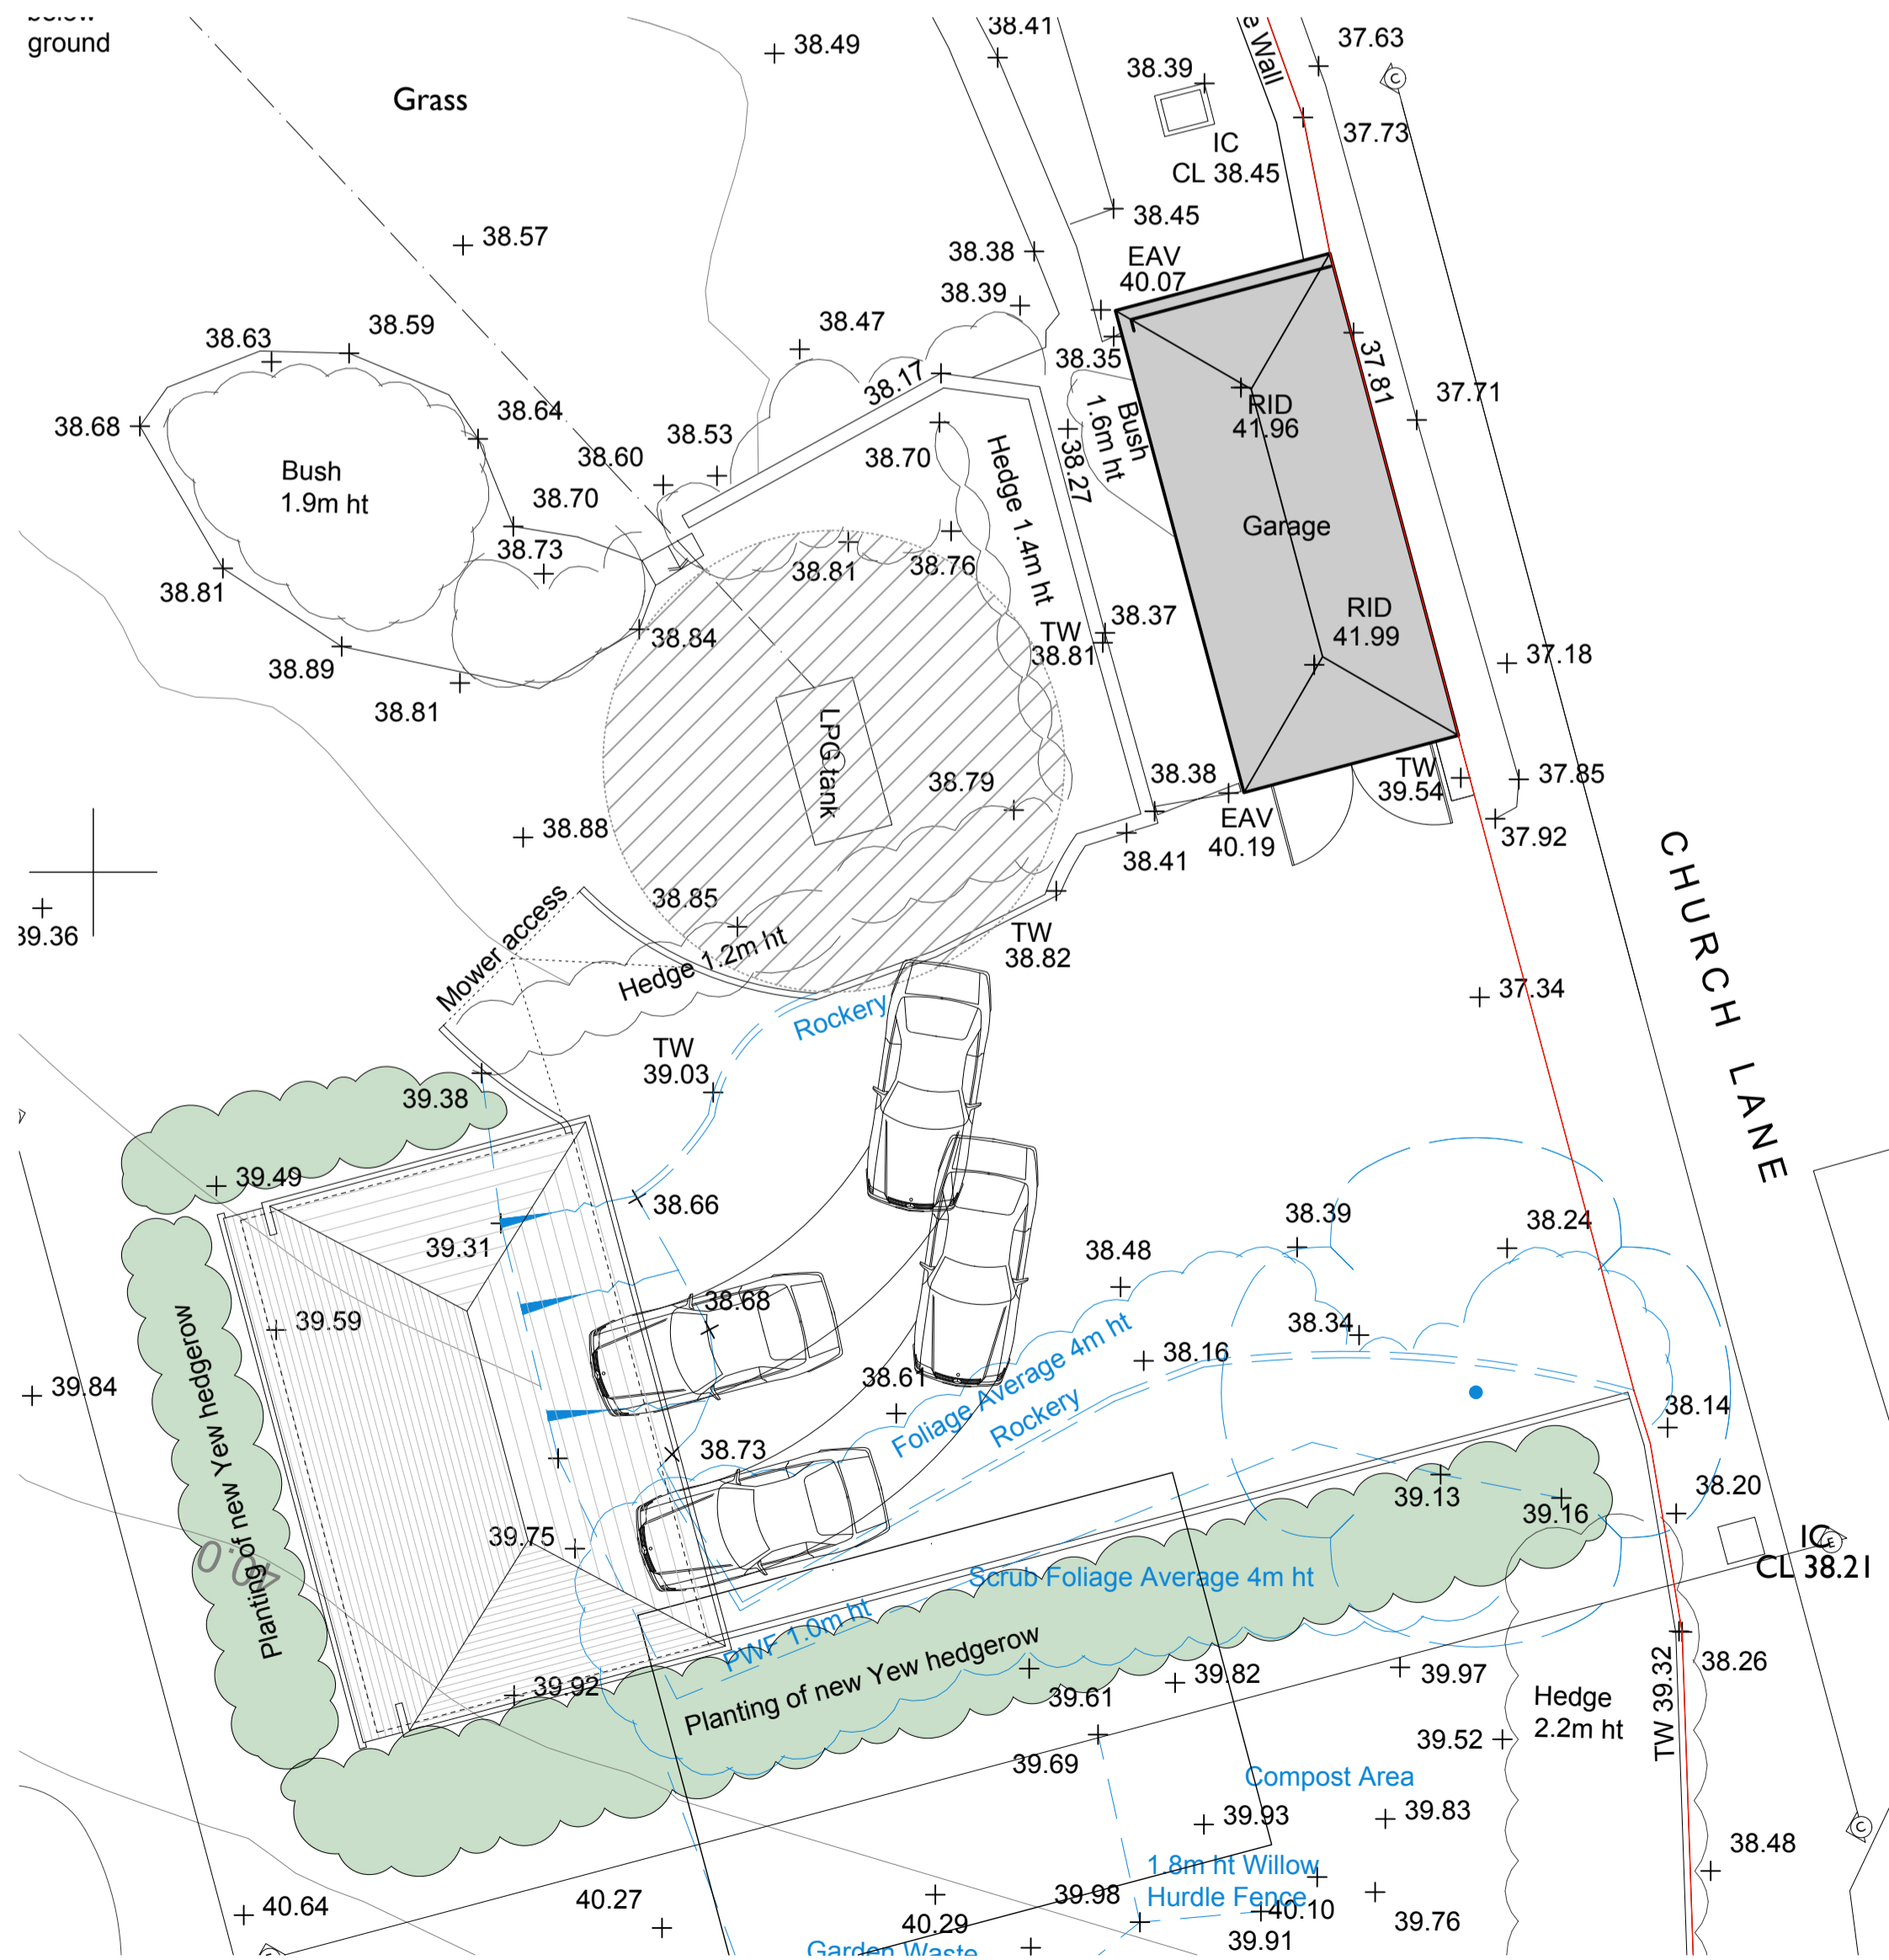 ground
Grass
38.49
38.41
e Wall
37.63
38.39
IC
CL 38.45
37.73
38.57
38.45
38.38
EAV
40.07
38.39
38.63
38.59
38.47
38.35
37.81
38.17
37.71
RID
41.96
38.68
38.64
38.53
38.60
38.70
Bush
1.6m ht
38.27
Hedge 1.4m ht
Bush
1.9m ht
38.70
Garage
38.73
38.81
38.76
38.81
38.84
38.37
TW
38.81
RID
41.99
38.89
37.18
38.81
LPG tank
38.88
38.79
38.38
TW
39.54
37.85
EAV
40.19
37.92
38.41
39.36
38.85
Mower access
Hedge 1.2m ht
TW
38.82
CHURCH LANE
37.34
Rockery
TW
39.03
39.38
39.49
38.66
39.31
38.39
38.24
38.48
38.68
39.59
38.34
38.16
39.84
38.61
Foliage Average 4m ht
Rockery
38.14
38.73
Planting of new Yew hedgerow
39.13
39.16
38.20
39.75
40.0
IC
CL 38.21
Scrub Foliage Average 4m ht
PWF 1.0m ht
Planting of new Yew hedgerow
39.92
39.61
39.82
39.97
TW 39.32
38.26
Hedge
2.2m ht
39.69
39.52
Compost Area
39.93
39.83
38.48
1.8m ht Willow
Hurdle Fence
40.64
40.27
40.29
39.98
40.10
39.91
39.76
Garden Waste